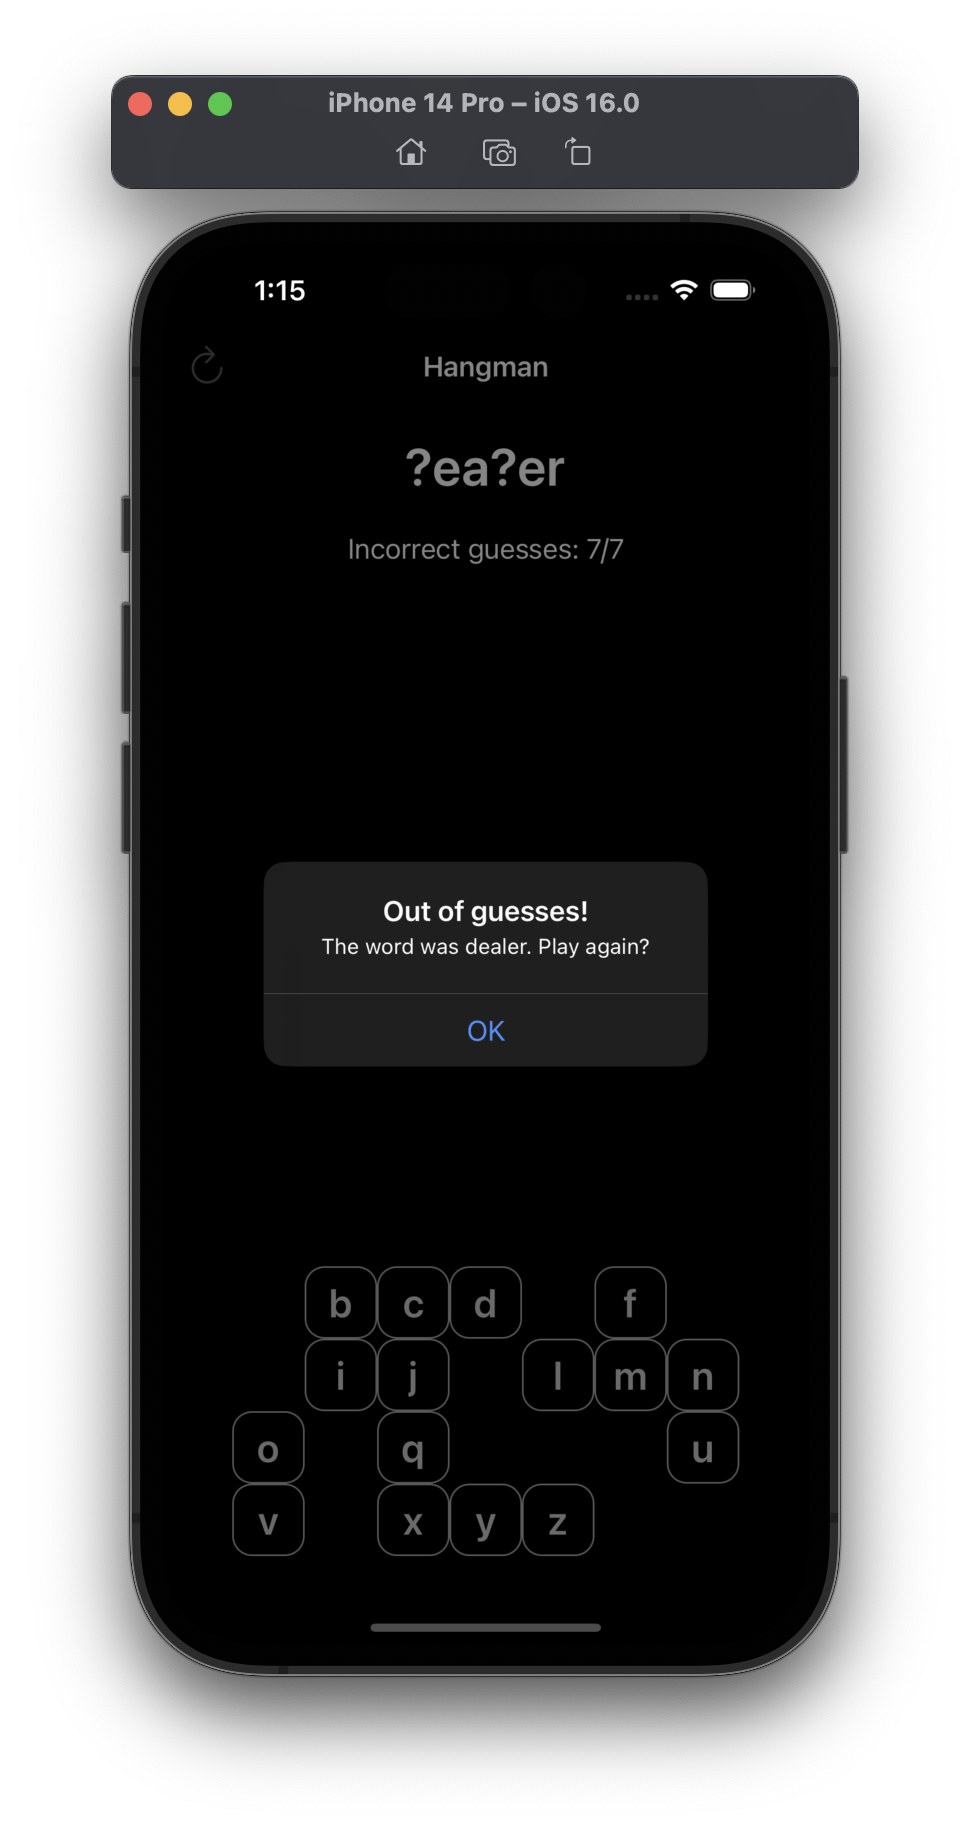 iPhone 14 Pro – iOS 16.0
1:15
Hangman
?ea?er
Incorrect guesses: 7/7
Out of guesses!
The word was dealer. Play again?
OK
b c d f
i j l m n
o q u
v x y z